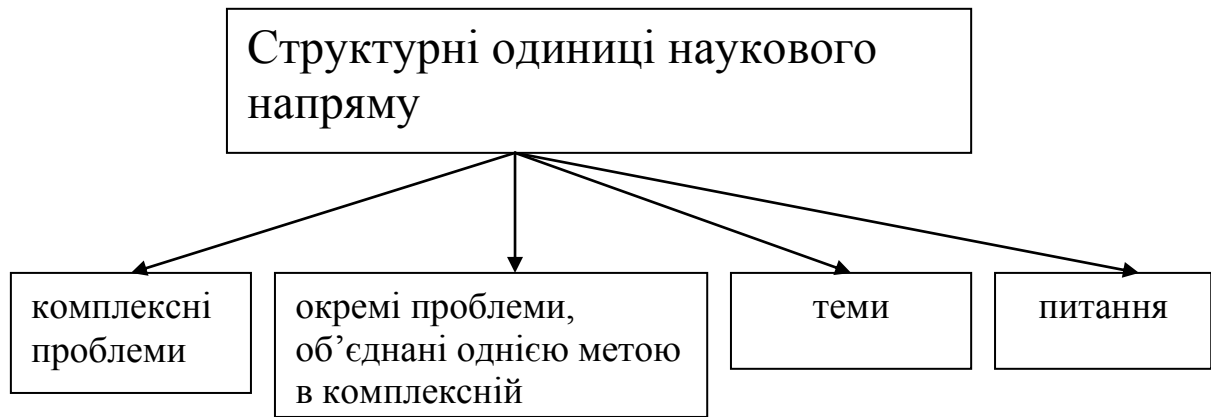 Структурні одиниці наукового
напряму
комплексні
проблеми
окремі проблеми,
об’єднані однією метою
в комплексній
теми
питання